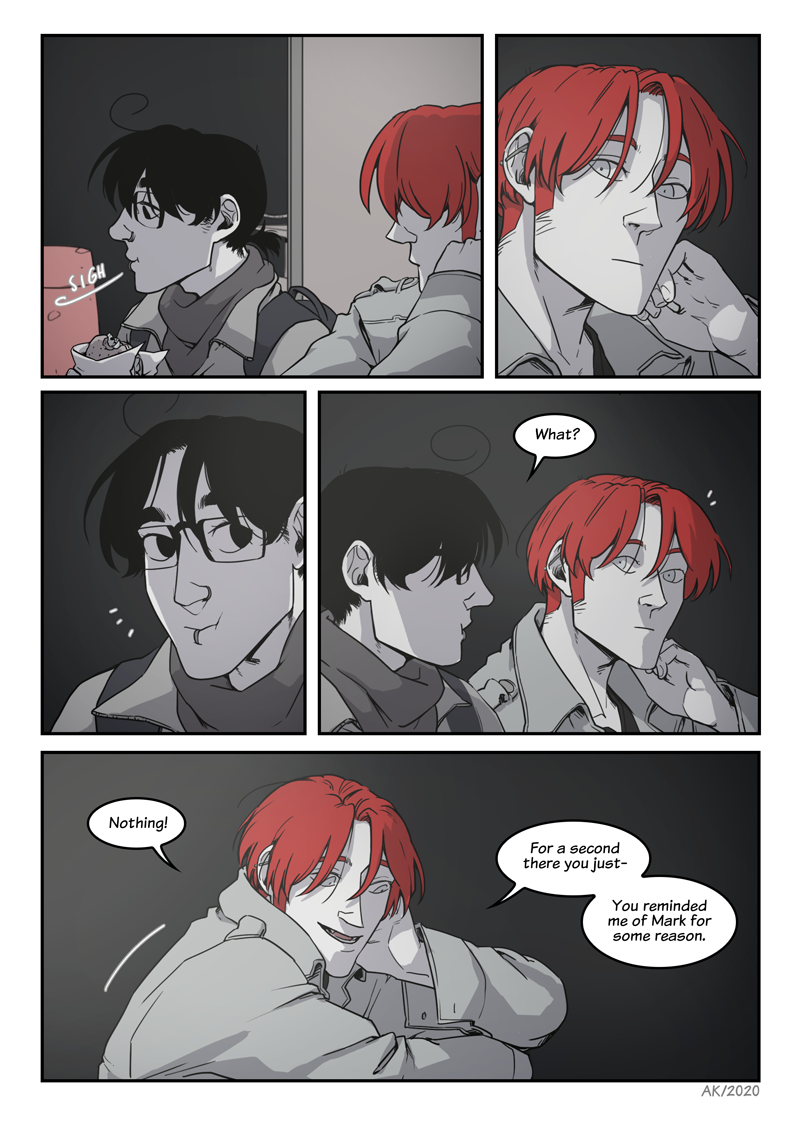 SIGH
What?
Nothing!
For a second
there you just-
You reminded
me of Mark for
some reason.
AK/2020